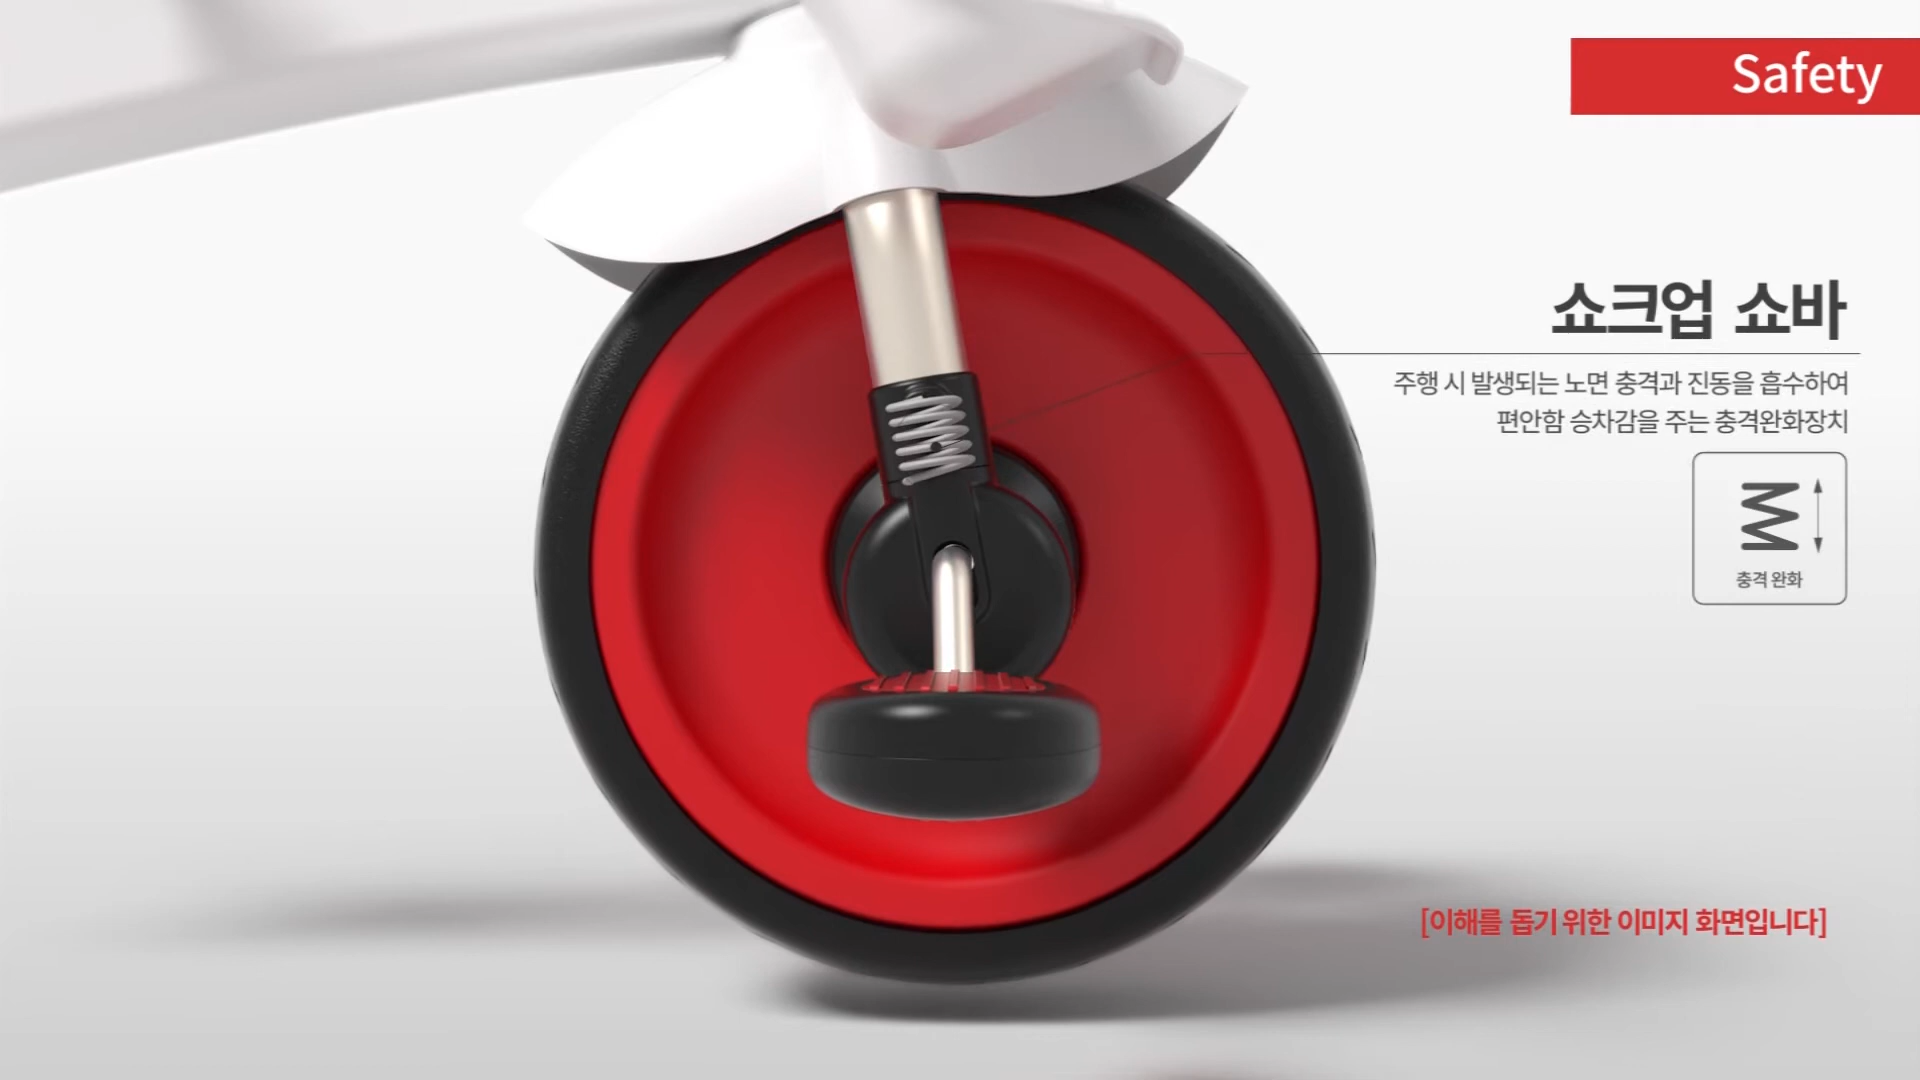 Safety
쇼크업 쇼바
주행 시 발생되는 노면 충격과 진동을 흡수하여
편안함 승차감을 주는 충격완화장치
충격 완화
[이해를 돕기 위한 이미지 화면입니다]